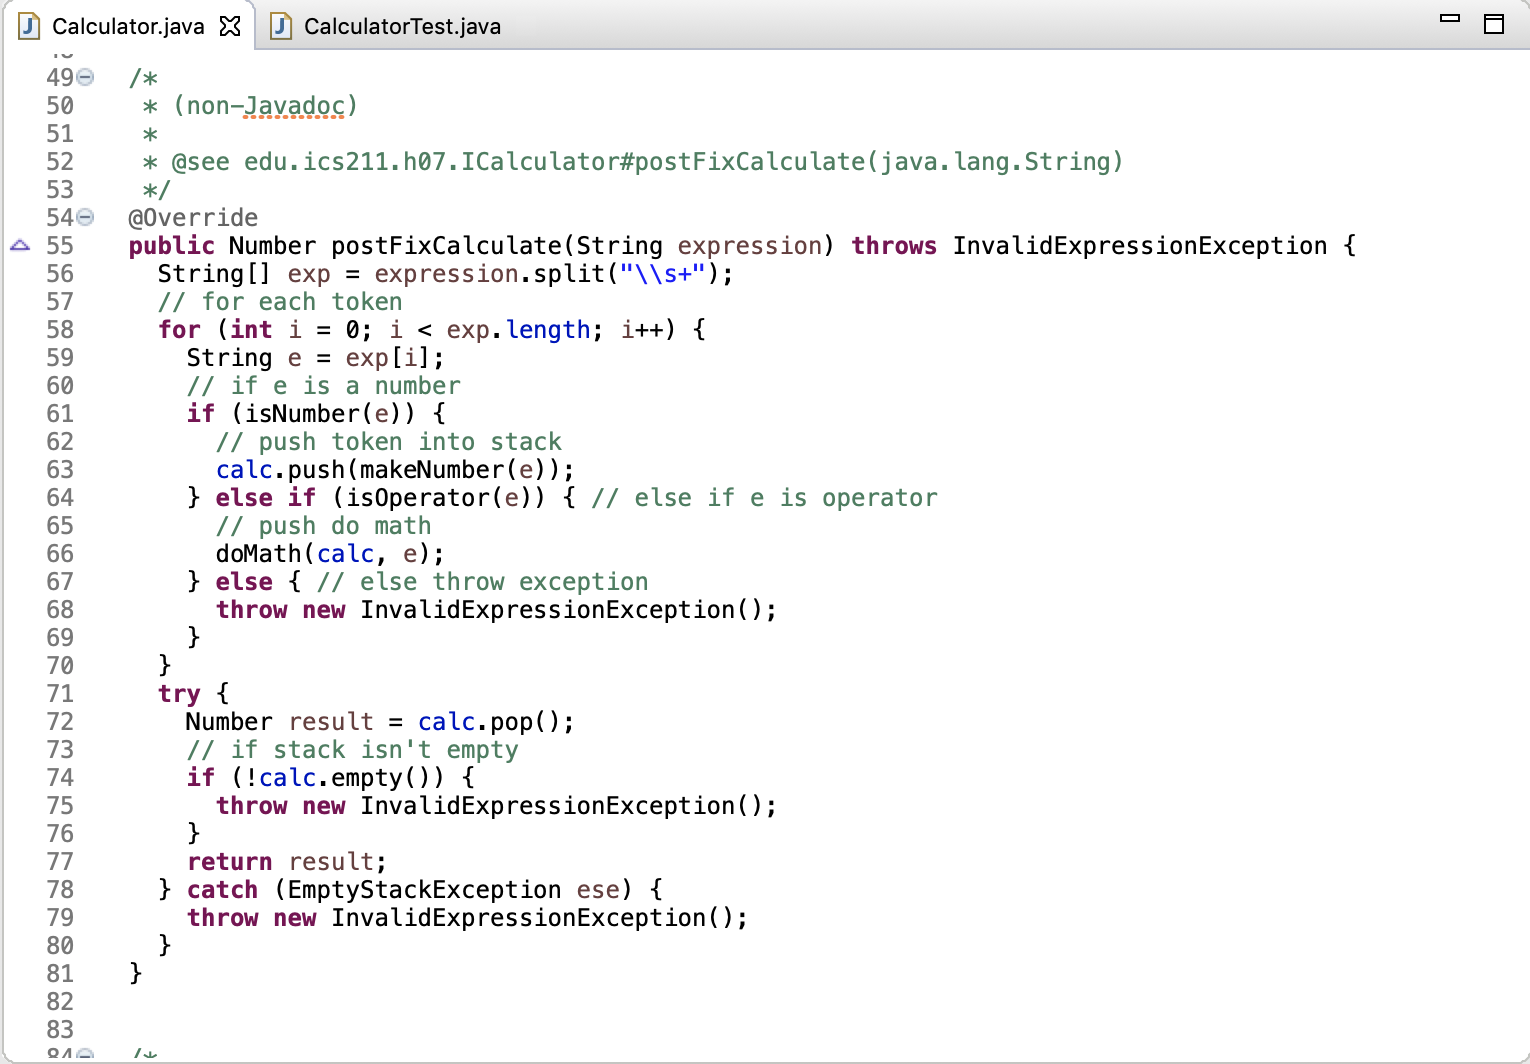 Calculator.java CalculatorTest.java
49 /*
50 * (non-Javadoc)
51 *
52 * @see edu.ics211.h07.ICalculator#postFixCalculate(java.lang.String)
53 */
54 @Override
55 public Number postFixCalculate(String expression) throws InvalidExpressionException {
56 String[] exp = expression.split("\\s+");
57 // for each token
58 for (int i = 0; i < exp.length; i++) {
59 String e = exp[i];
60 // if e is a number
61 if (isNumber(e)) {
62 // push token into stack
63 calc.push(makeNumber(e));
64 } else if (isOperator(e)) { // else if e is operator
65 // push do math
66 doMath(calc, e);
67 } else { // else throw exception
68 throw new InvalidExpressionException();
69 }
70 }
71 try {
72 Number result = calc.pop();
73 // if stack isn't empty
74 if (!calc.empty()) {
75 throw new InvalidExpressionException();
76 }
77 return result;
78 } catch (EmptyStackException ese) {
79 throw new InvalidExpressionException();
80 }
81 }
82
83
84 /*